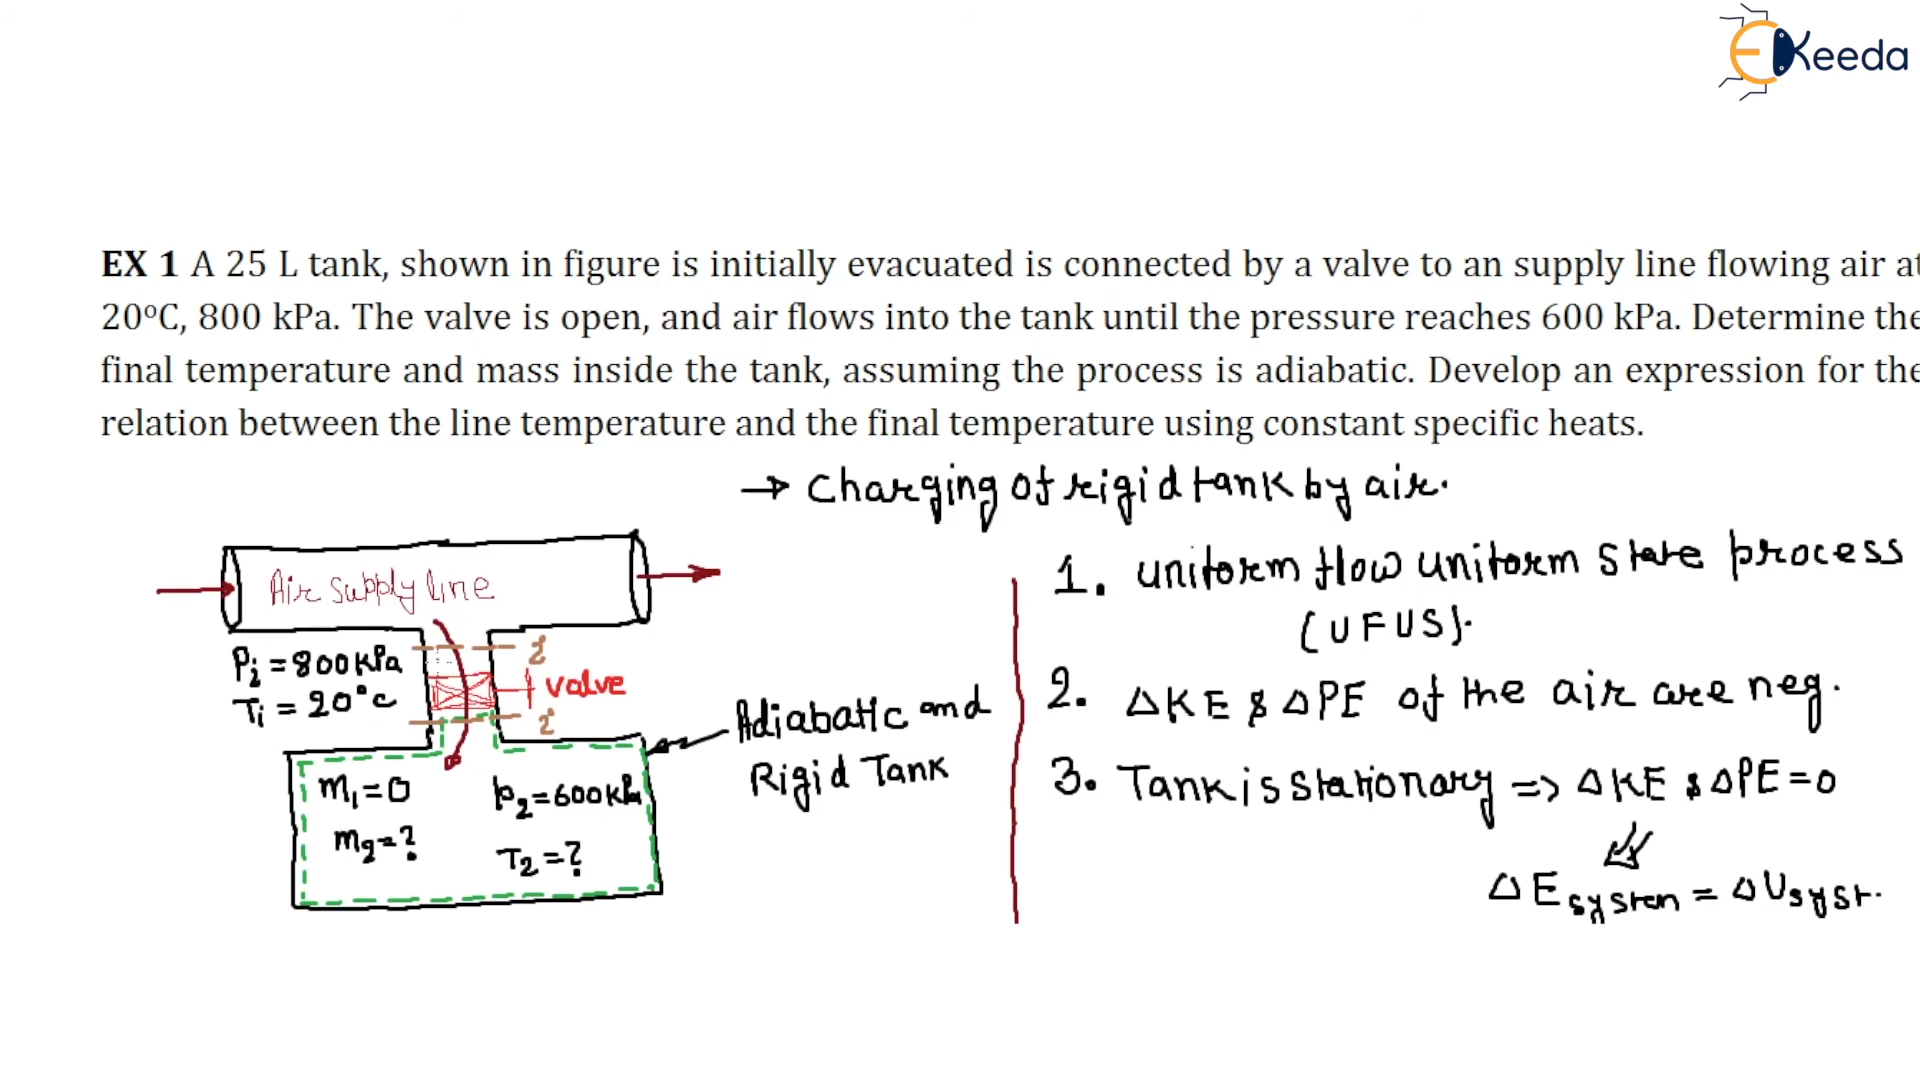 EKeeda
EX 1 A 25 L tank, shown in figure is initially evacuated is connected by a valve to an supply line flowing air at
20°C, 800 kPa. The valve is open, and air flows into the tank until the pressure reaches 600 kPa. Determine the
final temperature and mass inside the tank, assuming the process is adiabatic. Develop an expression for the
relation between the line temperature and the final temperature using constant specific heats.
→ Charging of rigid tank by air.
Air supply line
Pi = 800 kPa
Ti = 20°C
i
valve
i
Adiabatic and
Rigid Tank
m₁ = 0
m₂ = ?
p₂ = 600 kPa
T₂ = ?
1. uniform flow uniform state process
(UFUS).
2. ΔKE & ΔPE of the air are neg.
3. Tank is stationary => ΔKE & ΔPE = 0
ΔE system = ΔU syst.